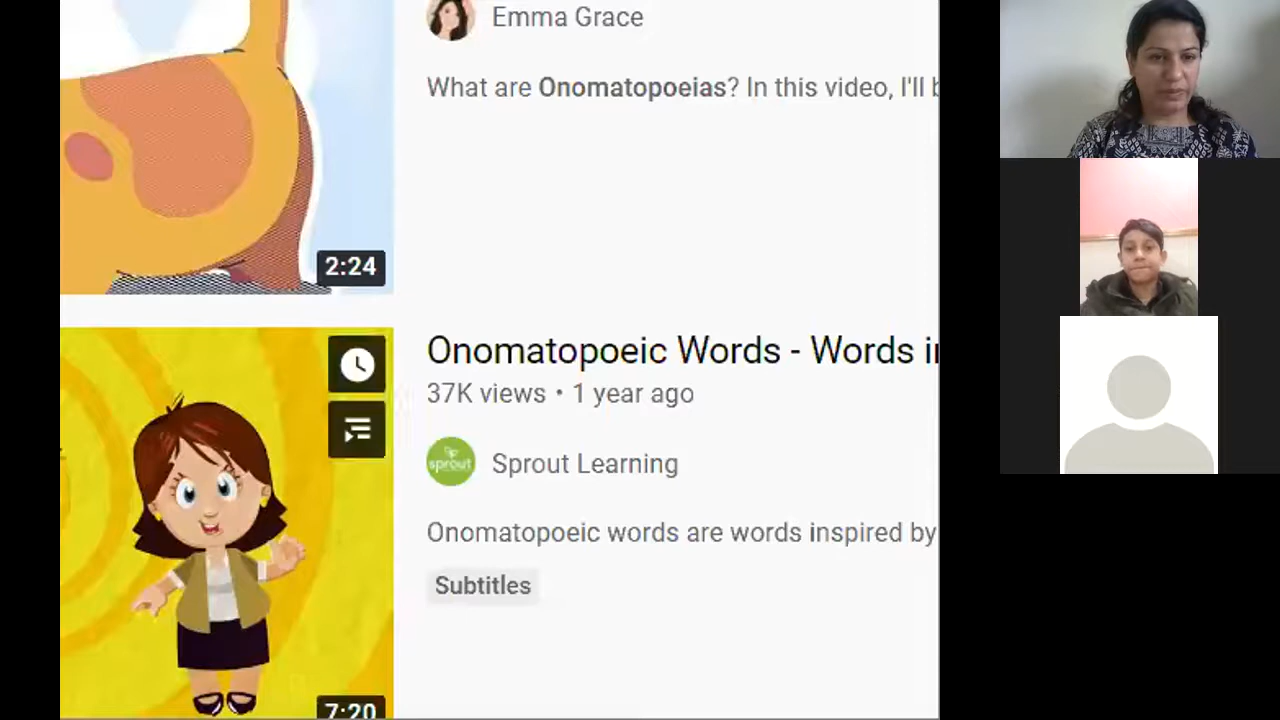 Emma Grace
What are Onomatopoeias? In this video, I'll
2:24
Onomatopoeic Words - Words
37K views • 1 year ago
sprout
Sprout Learning
Onomatopoeic words are words inspired by
Subtitles
7:20